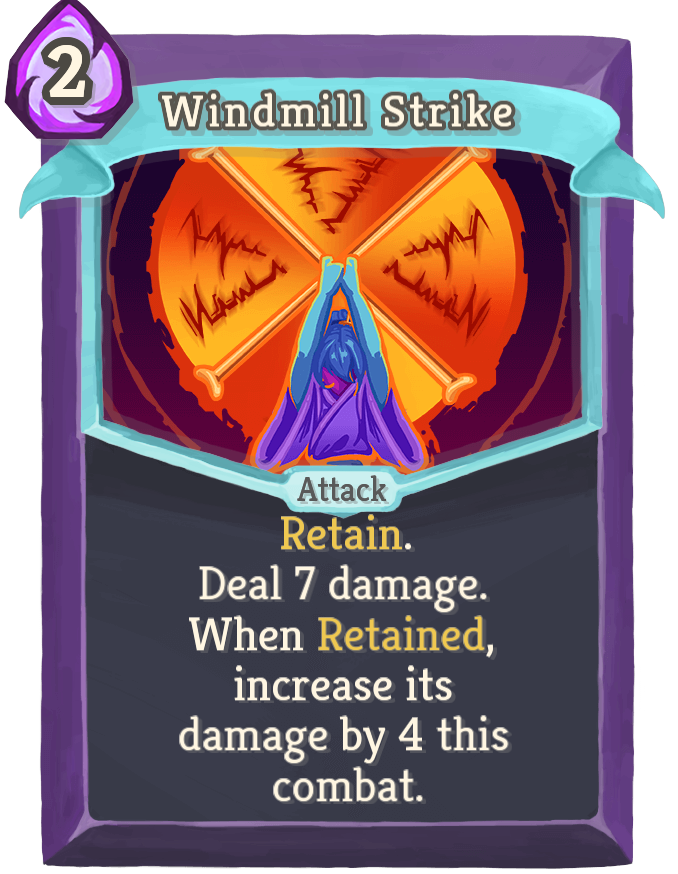 2
Windmill Strike
Attack
Retain.
Deal 7 damage.
When Retained,
increase its
damage by 4 this
combat.